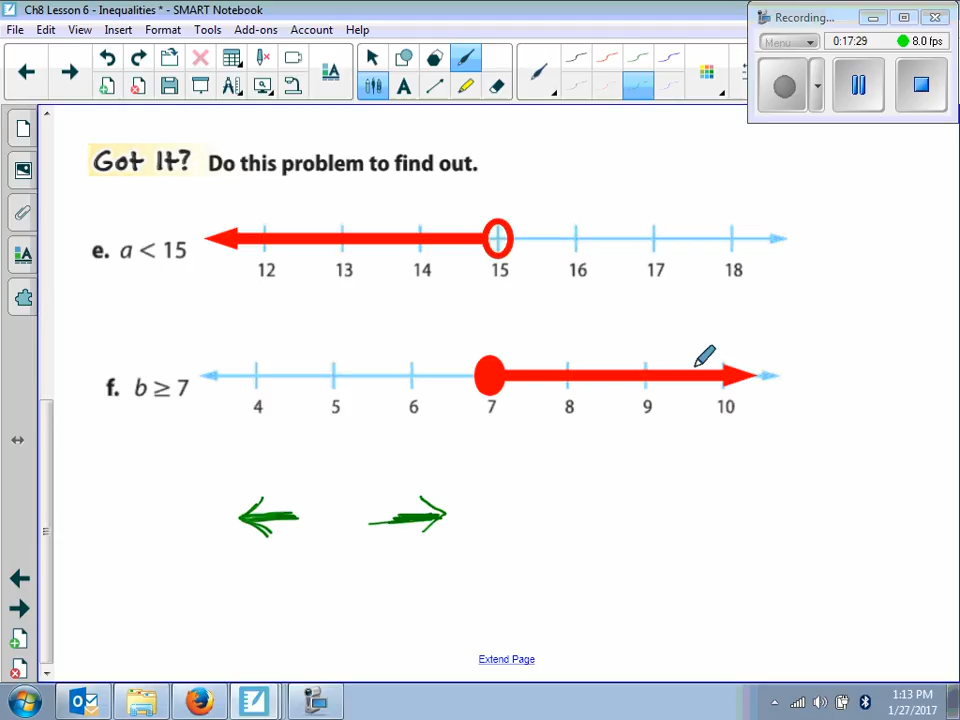 Ch8 Lesson 6 - Inequalities * - SMART Notebook
File Edit View Insert Format Tools Add-ons Account Help
Recording...
Menu
0:17:29
8.0 fps
Got It? Do this problem to find out.
e. a < 15
12 13 14 15 16 17 18
f. b ≥ 7
4 5 6 7 8 9 10
Extend Page
1:13 PM
1/27/2017